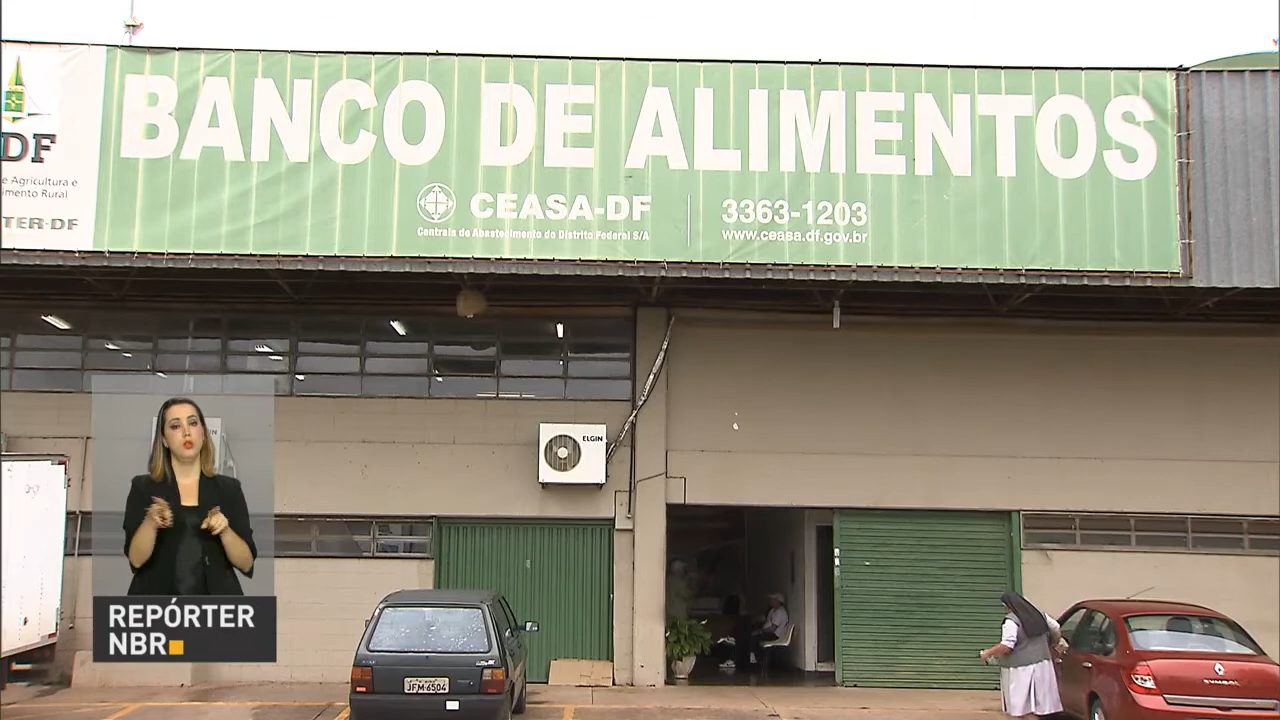 BANCO DE ALIMENTOS
DF
e Agricultura e
imento Rural
TER-DF
CEASA-DF
Centrais de Abastecimento do Distrito Federal S/A
3363-1203
www.ceasa.df.gov.br
ELGIN
REPÓRTER
NBR
JFM-6504
SYMBOL